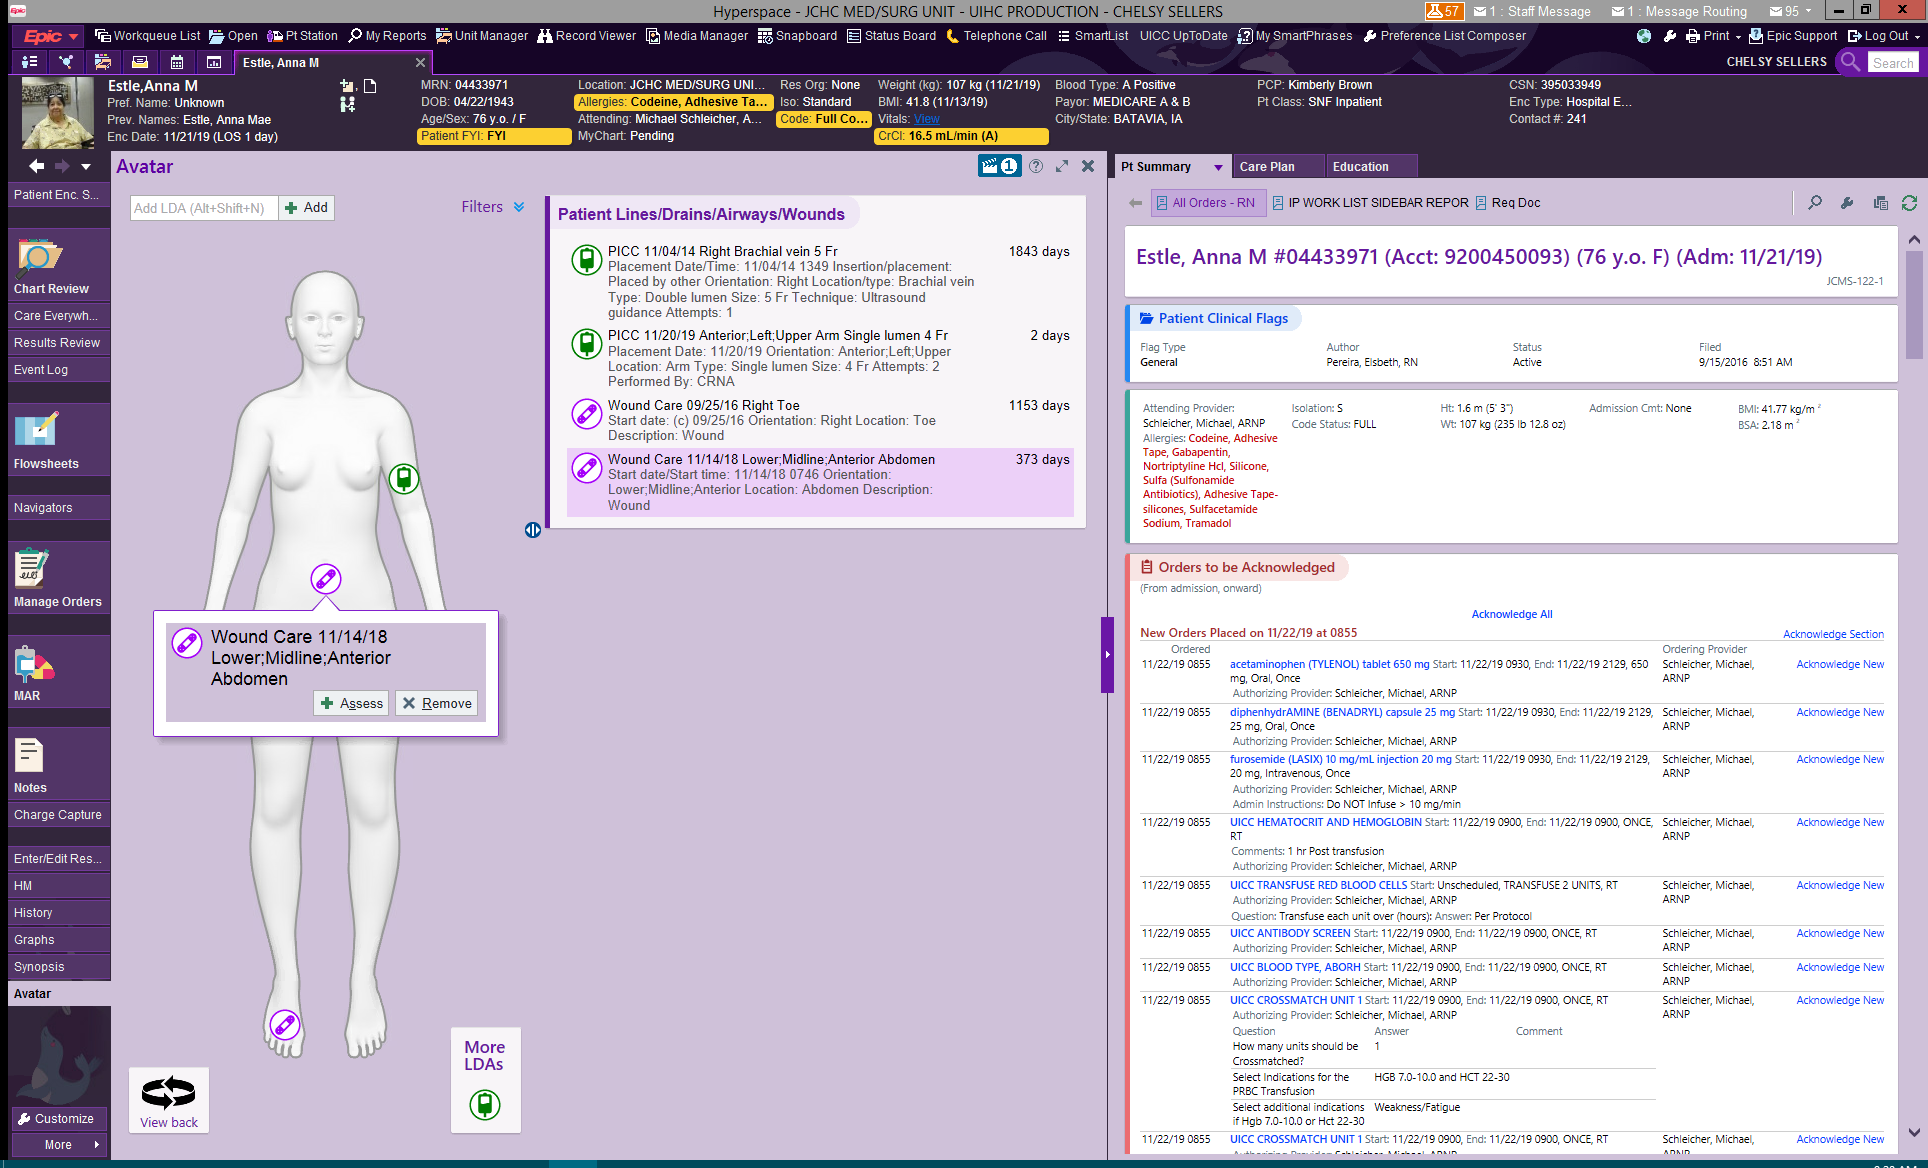 Hyperspace - JCHC MED/SURG UNIT - UIHC PRODUCTION - CHELSY SELLERS
57
1 : Staff Message
1 : Message Routing
95
Epic
Workqueue List
Open
Pt Station
My Reports
Unit Manager
Record Viewer
Media Manager
Snapboard
Status Board
Telephone Call
SmartList
UICC UpToDate
My SmartPhrases
Preference List Composer
Print
Epic Support
Log Out
Estle, Anna M
CHELSY SELLERS
Search
Estle,Anna M
Pref. Name: Unknown
Prev. Names: Estle, Anna Mae
Enc Date: 11/21/19 (LOS 1 day)
MRN: 04433971
DOB: 04/22/1943
Age/Sex: 76 y.o. / F
Patient FYI: FYI
Location: JCHC MED/SURG UNI...
Allergies: Codeine, Adhesive Ta...
Attending: Michael Schleicher, A...
MyChart: Pending
Res Org: None
Iso: Standard
Code: Full Co...
Weight (kg): 107 kg (11/21/19)
BMI: 41.8 (11/13/19)
Vitals: View
CrCl: 16.5 mL/min (A)
Blood Type: A Positive
Payor: MEDICARE A & B
City/State: BATAVIA, IA
PCP: Kimberly Brown
Pt Class: SNF Inpatient
CSN: 395033949
Enc Type: Hospital E...
Contact #: 241
Patient Enc. S...
Chart Review
Care Everywh...
Results Review
Event Log
Flowsheets
Navigators
Manage Orders
MAR
Notes
Charge Capture
Enter/Edit Res...
HM
History
Graphs
Synopsis
Avatar
Customize
More
Avatar
1
Add LDA (Alt+Shift+N)
Add
Filters
Patient Lines/Drains/Airways/Wounds
PICC 11/04/14 Right Brachial vein 5 Fr 1843 days
Placement Date/Time: 11/04/14 1349 Insertion/placement:
Placed by other Orientation: Right Location/type: Brachial vein
Type: Double lumen Size: 5 Fr Technique: Ultrasound
guidance Attempts: 1
PICC 11/20/19 Anterior;Left;Upper Arm Single lumen 4 Fr 2 days
Placement Date: 11/20/19 Orientation: Anterior;Left;Upper
Location: Arm Type: Single lumen Size: 4 Fr Attempts: 2
Performed By: CRNA
Wound Care 09/25/16 Right Toe 1153 days
Start date: (c) 09/25/16 Orientation: Right Location: Toe
Description: Wound
Wound Care 11/14/18 Lower;Midline;Anterior Abdomen 373 days
Start date/Start time: 11/14/18 0746 Orientation:
Lower;Midline;Anterior Location: Abdomen Description:
Wound
Wound Care 11/14/18
Lower;Midline;Anterior
Abdomen
Assess
Remove
View back
More
LDAs
Pt Summary
Care Plan
Education
All Orders - RN
IP WORK LIST SIDEBAR REPOR
Req Doc
Estle, Anna M #04433971 (Acct: 9200450093) (76 y.o. F) (Adm: 11/21/19)
JCMS-122-1
Patient Clinical Flags
Flag Type Author Status Filed
General Pereira, Elsbeth, RN Active 9/15/2016 8:51 AM
Attending Provider:
Schleicher, Michael, ARNP
Allergies: Codeine, Adhesive
Tape, Gabapentin,
Nortriptyline Hcl, Silicone,
Sulfa (Sulfonamide
Antibiotics), Adhesive Tape-
silicones, Sulfacetamide
Sodium, Tramadol
Isolation: S
Code Status: FULL
Ht: 1.6 m (5' 3")
Wt: 107 kg (235 lb 12.8 oz)
Admission Cmt: None
BMI: 41.77 kg/m ²
BSA: 2.18 m ²
Orders to be Acknowledged
(From admission, onward)
Acknowledge All
New Orders Placed on 11/22/19 at 0855 Acknowledge Section
Ordered Ordering Provider
11/22/19 0855 acetaminophen (TYLENOL) tablet 650 mg Start: 11/22/19 0930, End: 11/22/19 2129, 650 Schleicher, Michael, Acknowledge New
mg, Oral, Once ARNP
Authorizing Provider: Schleicher, Michael, ARNP
11/22/19 0855 diphenhydrAMINE (BENADRYL) capsule 25 mg Start: 11/22/19 0930, End: 11/22/19 2129, Schleicher, Michael, Acknowledge New
25 mg, Oral, Once ARNP
Authorizing Provider: Schleicher, Michael, ARNP
11/22/19 0855 furosemide (LASIX) 10 mg/mL injection 20 mg Start: 11/22/19 0930, End: 11/22/19 2129, Schleicher, Michael, Acknowledge New
20 mg, Intravenous, Once ARNP
Authorizing Provider: Schleicher, Michael, ARNP
Admin Instructions: Do NOT Infuse > 10 mg/min
11/22/19 0855 UICC HEMATOCRIT AND HEMOGLOBIN Start: 11/22/19 0900, End: 11/22/19 0900, ONCE, Schleicher, Michael, Acknowledge New
RT ARNP
Comments: 1 hr Post transfusion
Authorizing Provider: Schleicher, Michael, ARNP
11/22/19 0855 UICC TRANSFUSE RED BLOOD CELLS Start: Unscheduled, TRANSFUSE 2 UNITS, RT Schleicher, Michael, Acknowledge New
Authorizing Provider: Schleicher, Michael, ARNP ARNP
Question: Transfuse each unit over (hours): Answer: Per Protocol
11/22/19 0855 UICC ANTIBODY SCREEN Start: 11/22/19 0900, End: 11/22/19 0900, ONCE, RT Schleicher, Michael, Acknowledge New
Authorizing Provider: Schleicher, Michael, ARNP ARNP
11/22/19 0855 UICC BLOOD TYPE, ABORH Start: 11/22/19 0900, End: 11/22/19 0900, ONCE, RT Schleicher, Michael, Acknowledge New
Authorizing Provider: Schleicher, Michael, ARNP ARNP
11/22/19 0855 UICC CROSSMATCH UNIT 1 Start: 11/22/19 0900, End: 11/22/19 0900, ONCE, RT Schleicher, Michael, Acknowledge New
Authorizing Provider: Schleicher, Michael, ARNP ARNP
Question Answer Comment
How many units should be 1
Crossmatched?
Select Indications for the HGB 7.0-10.0 and HCT 22-30
PRBC Transfusion
Select additional indications Weakness/Fatigue
if Hgb 7.0-10.0 or Hct 22-30
11/22/19 0855 UICC CROSSMATCH UNIT 1 Start: 11/22/19 0900, End: 11/22/19 0900, ONCE, RT Schleicher, Michael, Acknowledge New